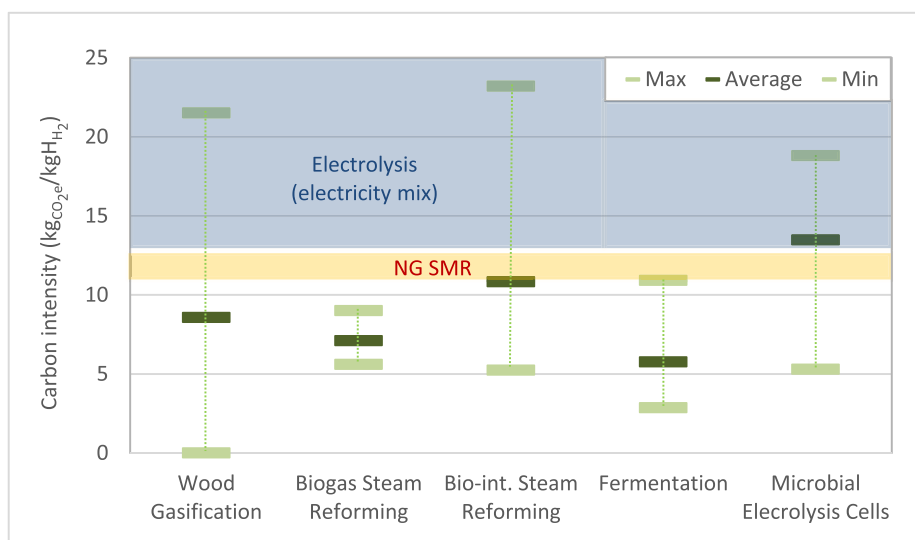 25
20
15
10
5
0
Carbon intensity (kgCO2e/kgHH2)
Max Average Min
Electrolysis
(electricity mix)
NG SMR
Wood
Gasification
Biogas Steam
Reforming
Bio-int. Steam
Reforming
Fermentation
Microbial
Elecrolysis Cells